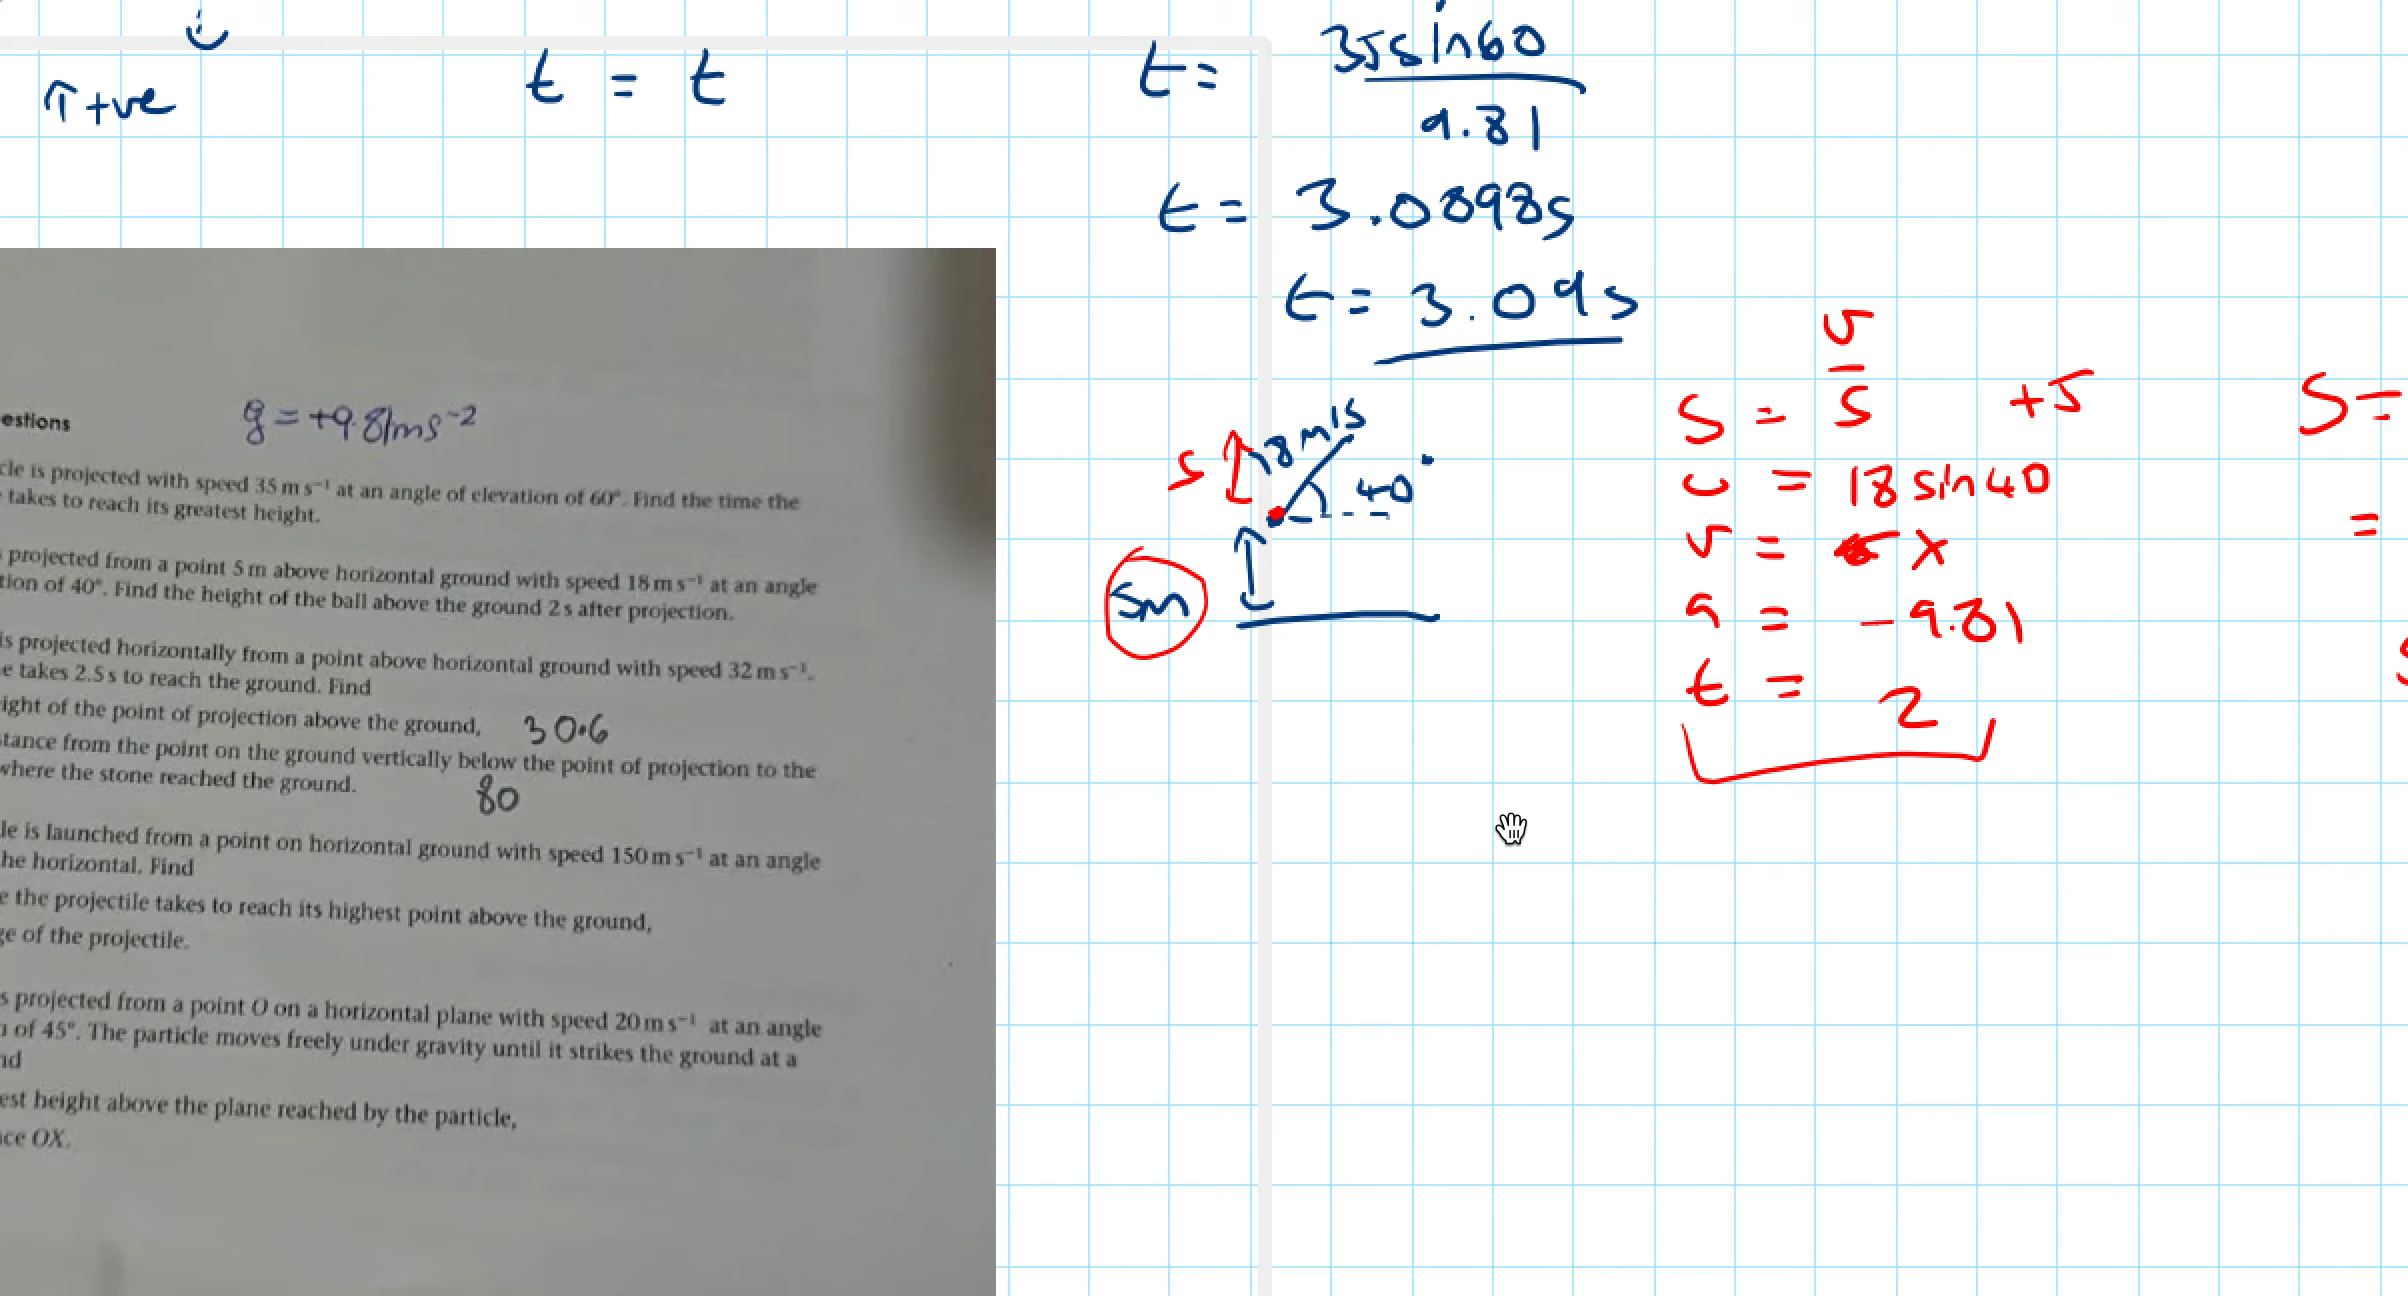 ↑+ve
t = t
t = 35sin60
9.81
t = 3.0898s
t = 3.09s
estions
g = +9.81ms⁻²
cle is projected with speed 35 m s⁻¹ at an angle of elevation of 60°. Find the time the
takes to reach its greatest height.
projected from a point 5 m above horizontal ground with speed 18 m s⁻¹ at an angle
tion of 40°. Find the height of the ball above the ground 2 s after projection.
is projected horizontally from a point above horizontal ground with speed 32 m s⁻¹.
e takes 2.5 s to reach the ground. Find
ight of the point of projection above the ground, 30.6
tance from the point on the ground vertically below the point of projection to the
where the stone reached the ground.
80
le is launched from a point on horizontal ground with speed 150 m s⁻¹ at an angle
he horizontal. Find
e the projectile takes to reach its highest point above the ground,
ge of the projectile.
s projected from a point O on a horizontal plane with speed 20 m s⁻¹ at an angle
n of 45°. The particle moves freely under gravity until it strikes the ground at a
nd
est height above the plane reached by the particle,
nce OX.
s
18m/s
40°
5m
v
s = s +5
u = 18sin40
v = x
a = -9.81
t = 2
S=
=